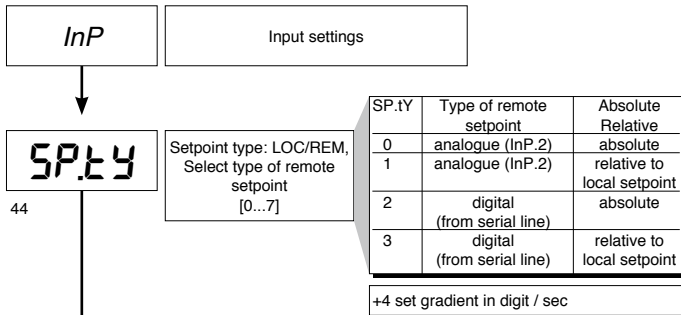 InP
Input settings
SP.tY
44
Setpoint type: LOC/REM,
Select type of remote
setpoint
[0...7]
SP.tY Type of remote setpoint Absolute Relative
0 analogue (InP.2) absolute
1 analogue (InP.2) relative to local setpoint
2 digital (from serial line) absolute
3 digital (from serial line) relative to local setpoint
+4 set gradient in digit / sec